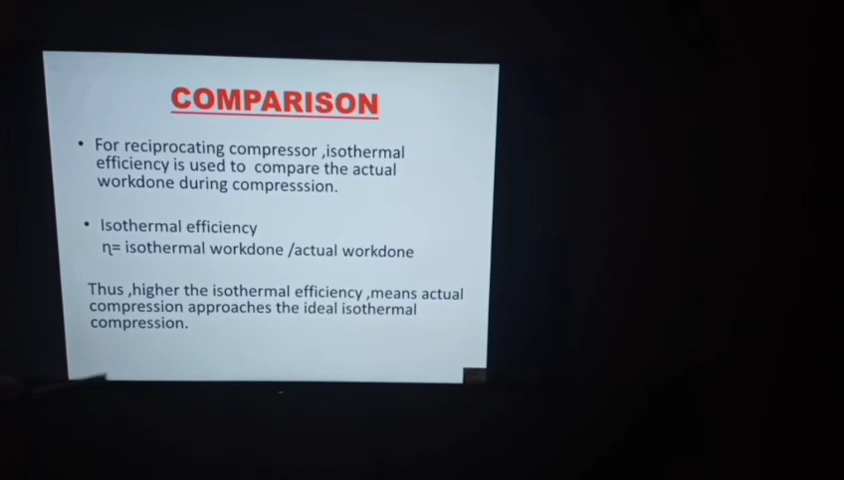 COMPARISON
• For reciprocating compressor ,isothermal
efficiency is used to compare the actual
workdone during compresssion.
• Isothermal efficiency
η= isothermal workdone /actual workdone
Thus ,higher the isothermal efficiency ,means actual
compression approaches the ideal isothermal
compression.